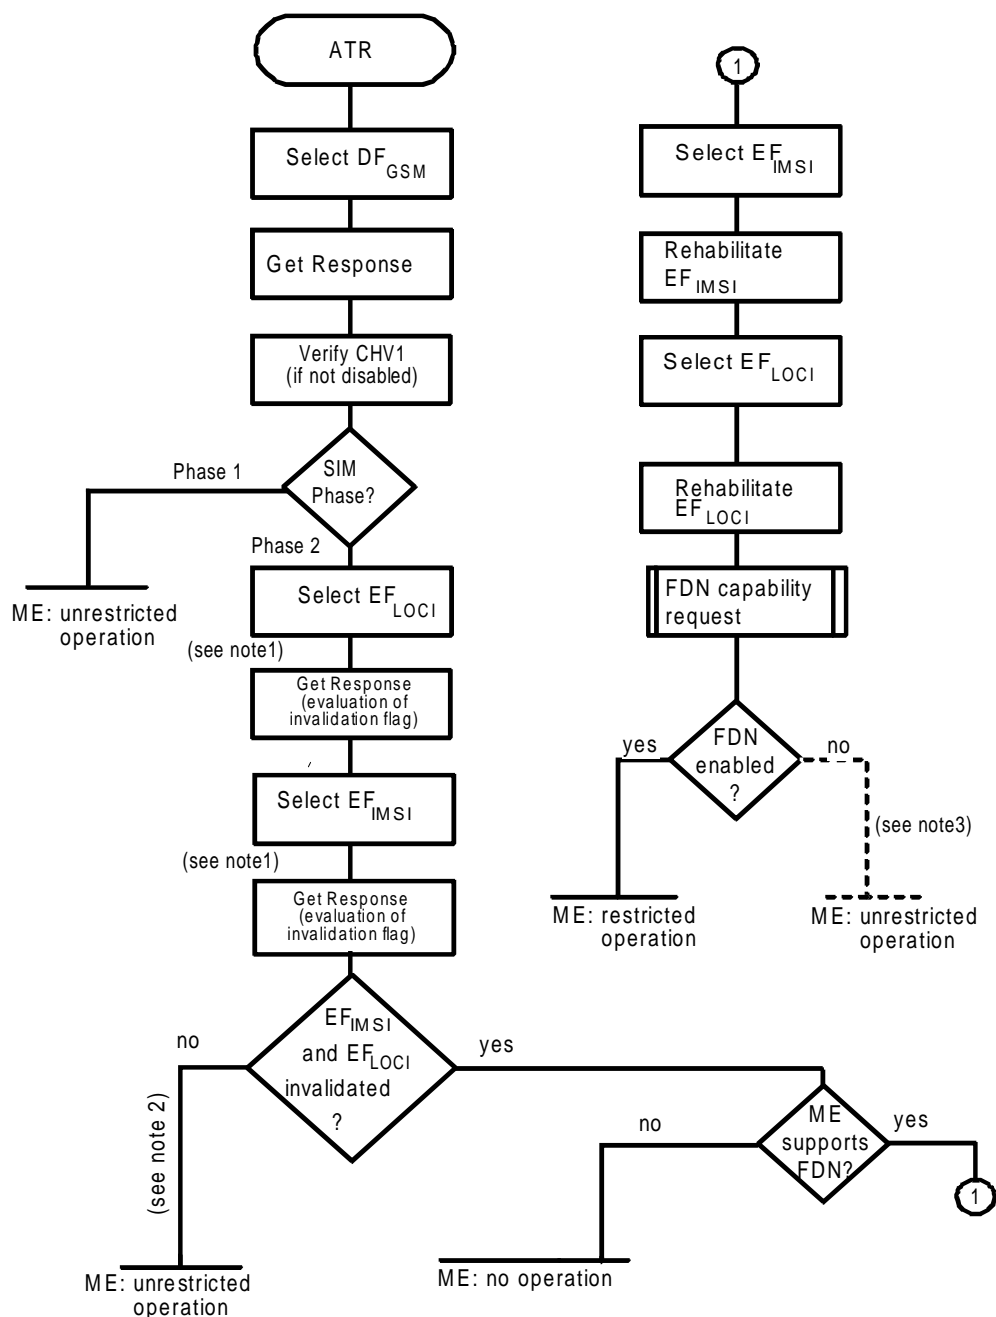 ATR
Select DF GSM
Get Response
Verify CHV1
(if not disabled)
SIM
Phase?
Phase 1
ME: unrestricted
operation
Phase 2
Select EF LOCI
(see note1)
Get Response
(evaluation of
invalidation flag)
Select EF IMSI
(see note1)
Get Response
(evaluation of
invalidation flag)
EF IMSI
and EF LOCI
invalidated
?
no
(see note 2)
ME: unrestricted
operation
yes
ME
supports
FDN?
no
ME: no operation
yes
1
1
Select EF IMSI
Rehabilitate
EF IMSI
Select EF LOCI
Rehabilitate
EF LOCI
FDN capability
request
FDN
enabled
?
yes
ME: restricted
operation
no
(see note3)
ME: unrestricted
operation